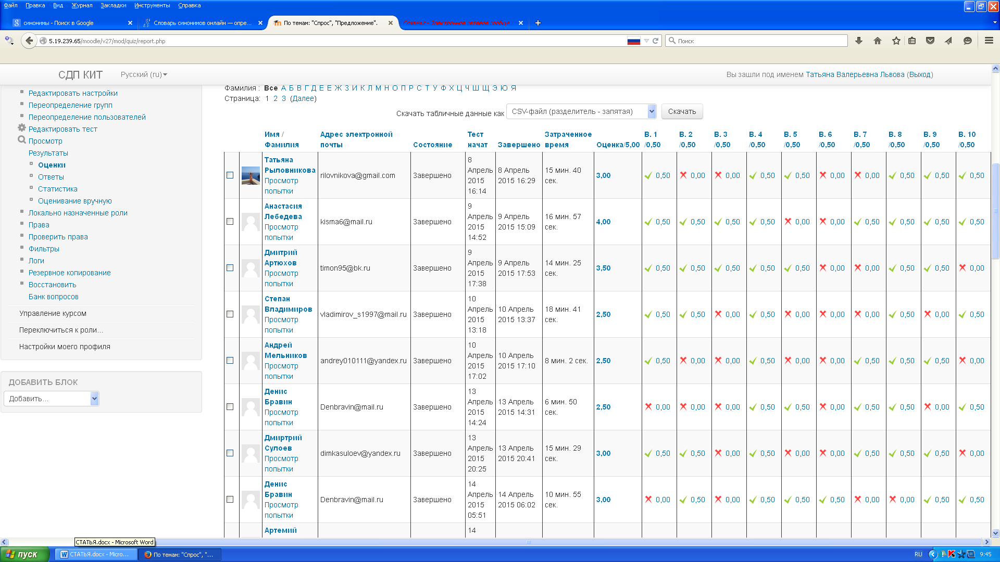 Файл Правка Вид Журнал Закладки Инструменты Справка
синонимы - Поиск в Google
Словарь синонимов онлайн — опре...
По темам: "Спрос", "Предложение".
Главная - Электронное сетевое сообще...
5.19.239.65/moodle/v27/mod/quiz/report.php
Поиск
СДП КИТ Русский (ru)
Вы зашли под именем Татьяна Валерьевна Львова (Выход)
Редактировать настройки
Переопределение групп
Переопределение пользователей
Редактировать тест
Просмотр
Результаты
Оценки
Ответы
Статистика
Оценивание вручную
Локально назначенные роли
Права
Проверить права
Фильтры
Логи
Резервное копирование
Восстановить
Банк вопросов
Управление курсом
Переключиться к роли...
Настройки моего профиля
ДОБАВИТЬ БЛОК
Добавить...
Фамилия : Все А Б В Г Д Е Ё Ж З И К Л М Н О П Р С Т У Ф Х Ц Ч Ш Щ Э Ю Я
Страница: 1 2 3 (Далее)
Скачать табличные данные как CSV-файл (разделитель - запятая) Скачать
Имя / Адрес электронной Тест Затраченное В. 1 В. 2 В. 3 В. 4 В. 5 В. 6 В. 7 В. 8 В. 9 В. 10
Фамилия почты Состояние начат Завершено время Оценка/5,00 /0,50 /0,50 /0,50 /0,50 /0,50 /0,50 /0,50 /0,50 /0,50 /0,50
Татьяна 8
Рыловникова Апрель 8 Апрель 15 мин. 40
rilovnikova@gmail.com Завершено 3,00 0,50 0,00 0,00 0,50 0,50 0,00 0,00 0,50 0,50 0,50
Просмотр 2015 2015 16:29 сек.
попытки 16:14
Анастасия 9
Лебедева Апрель 9 Апрель 16 мин. 57
kisma6@mail.ru Завершено 4,00 0,50 0,50 0,50 0,50 0,00 0,00 0,50 0,50 0,50 0,50
Просмотр 2015 2015 15:09 сек.
попытки 14:52
Дмитрий 9
Артюхов Апрель 9 Апрель 14 мин. 25
timon95@bk.ru Завершено 3,50 0,50 0,50 0,50 0,50 0,50 0,00 0,00 0,50 0,50 0,00
Просмотр 2015 2015 17:53 сек.
попытки 17:38
Степан 10
Владимиров Апрель 10 Апрель 18 мин. 41
vladimirov_s1997@mail.ru Завершено 2,50 0,50 0,50 0,00 0,50 0,00 0,00 0,00 0,50 0,00 0,50
Просмотр 2015 2015 13:37 сек.
попытки 13:18
Андрей 10
Мельников Апрель 10 Апрель
andrey010111@yandex.ru Завершено 8 мин. 2 сек. 2,50 0,50 0,00 0,00 0,50 0,00 0,00 0,50 0,50 0,50 0,00
Просмотр 2015 2015 17:10
попытки 17:02
Денис 13
Бравин Апрель 13 Апрель 6 мин. 50
Denbravin@mail.ru Завершено 2,50 0,00 0,00 0,00 0,50 0,50 0,00 0,50 0,50 0,00 0,50
Просмотр 2015 2015 14:31 сек.
попытки 14:24
Дмиртрий 13
Сулоев Апрель 13 Апрель 15 мин. 29
dimkasuloev@yandex.ru Завершено 3,00 0,50 0,50 0,00 0,50 0,00 0,00 0,50 0,50 0,50 0,00
Просмотр 2015 2015 20:41 сек.
попытки 20:25
Денис 14
Бравин Апрель 14 Апрель 10 мин. 55
Denbravin@mail.ru Завершено 3,00 0,00 0,50 0,00 0,50 0,50 0,50 0,00 0,00 0,50 0,50
Просмотр 2015 2015 06:02 сек.
попытки 05:51
Артемий 14
СТАТЬЯ.docx - Microsoft Word
пуск
СТАТЬЯ.docx - Micro...
По темам: "Спрос", "...
RU
9:45